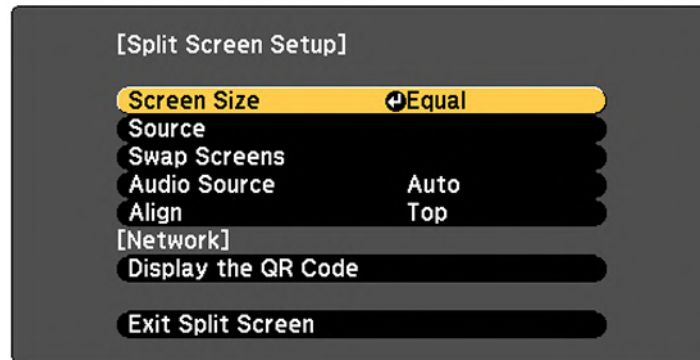 [Split Screen Setup]
Screen Size Equal
Source
Swap Screens
Audio Source Auto
Align Top
[Network]
Display the QR Code
Exit Split Screen